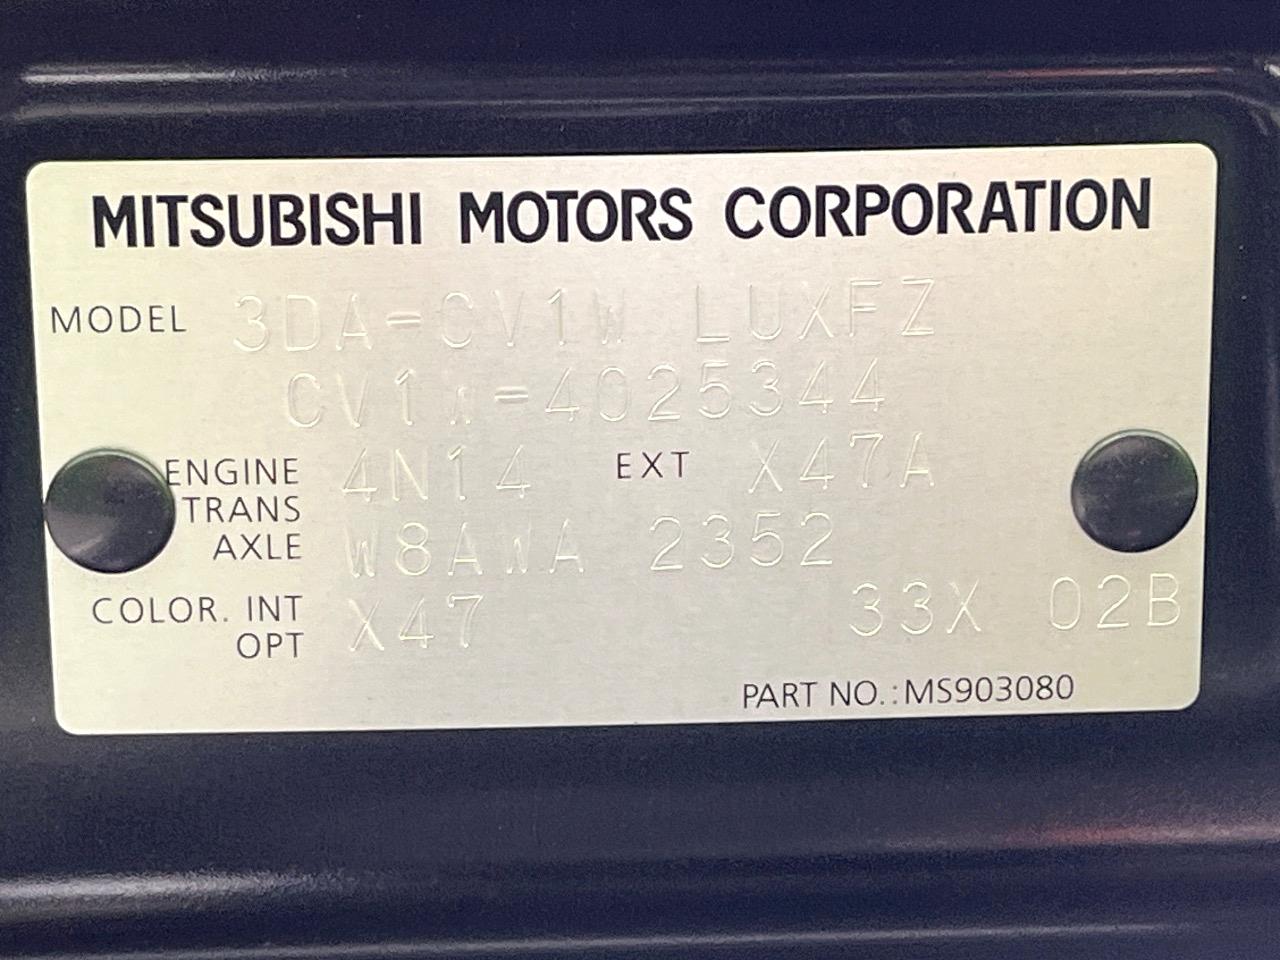 MITSUBISHI MOTORS CORPORATION
MODEL 3DA-CV1W LUXFZ
CV1W-4025344
ENGINE 4N14 EXT X47A
TRANS
AXLE W8AWA 2352
COLOR. INT X47 33X 02B
OPT
PART NO.:MS903080